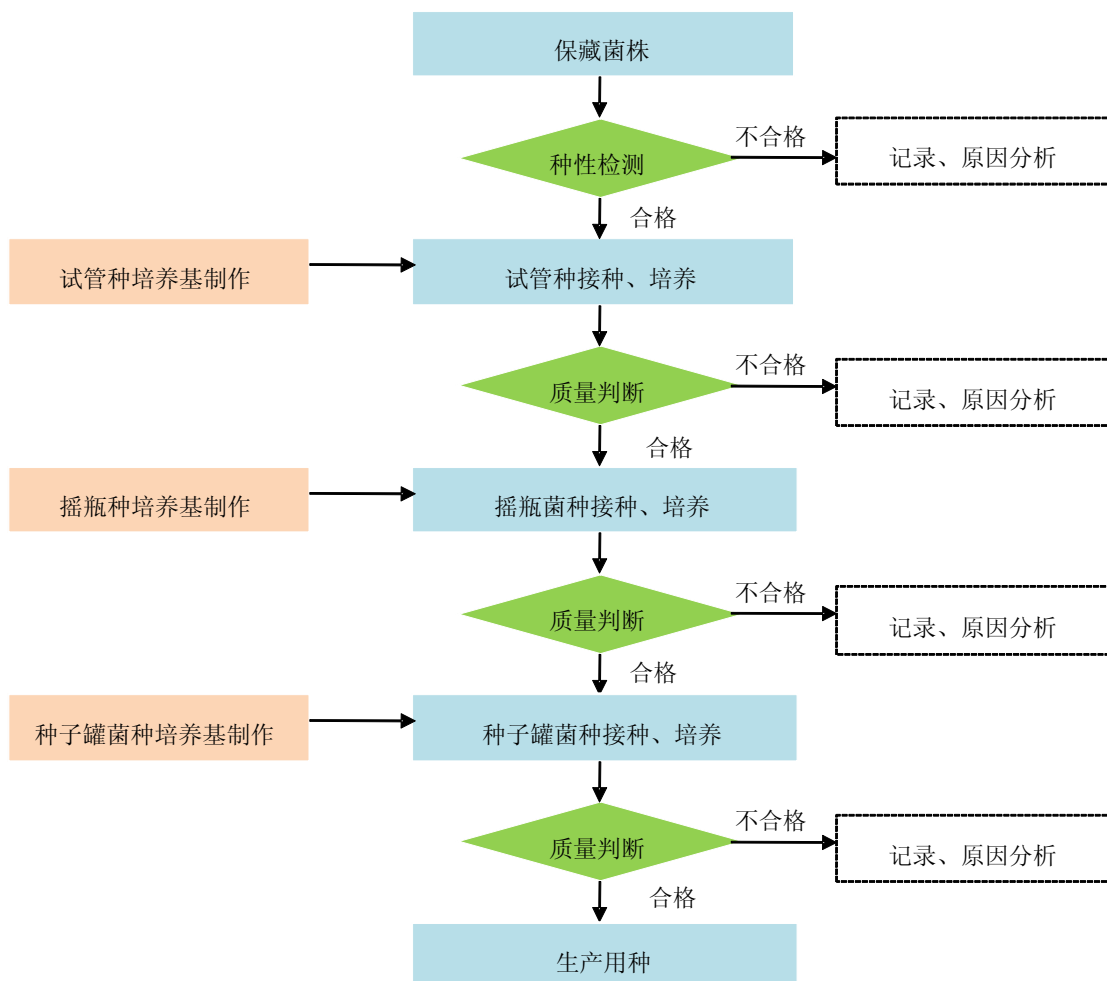 保藏菌株
不合格
种性检测
记录、原因分析
合格
试管种培养基制作
试管种接种、培养
不合格
质量判断
记录、原因分析
合格
摇瓶种培养基制作
摇瓶菌种接种、培养
不合格
质量判断
记录、原因分析
合格
种子罐菌种培养基制作
种子罐菌种接种、培养
不合格
质量判断
记录、原因分析
合格
生产用种